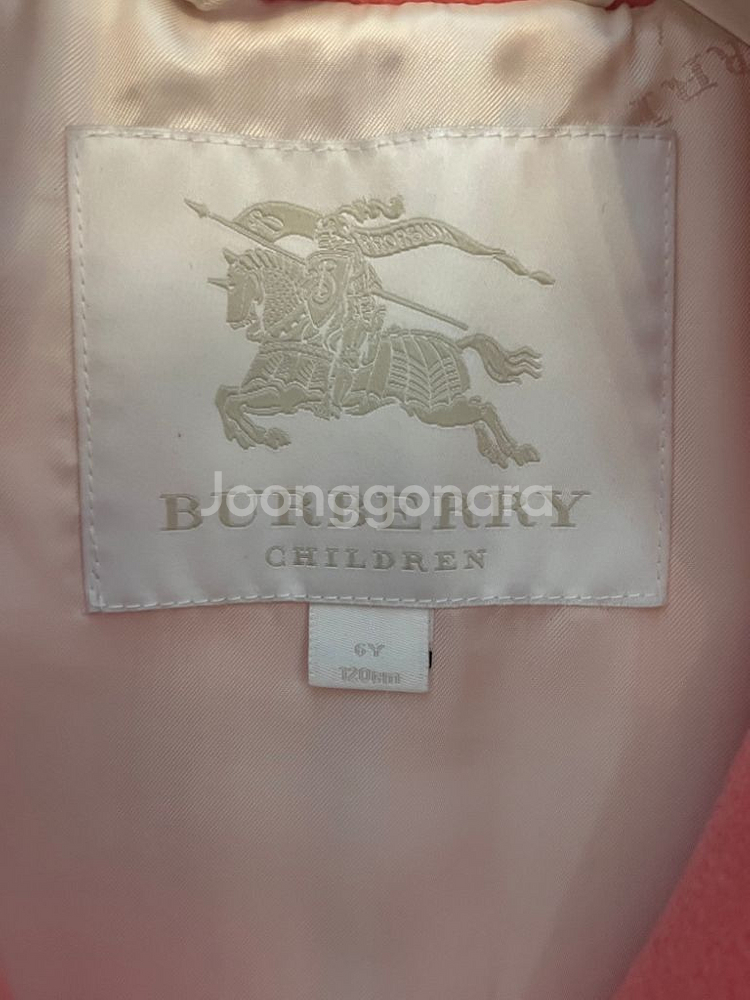 BURBERRY
Joonggonara
CHILDREN
6Y
120cm